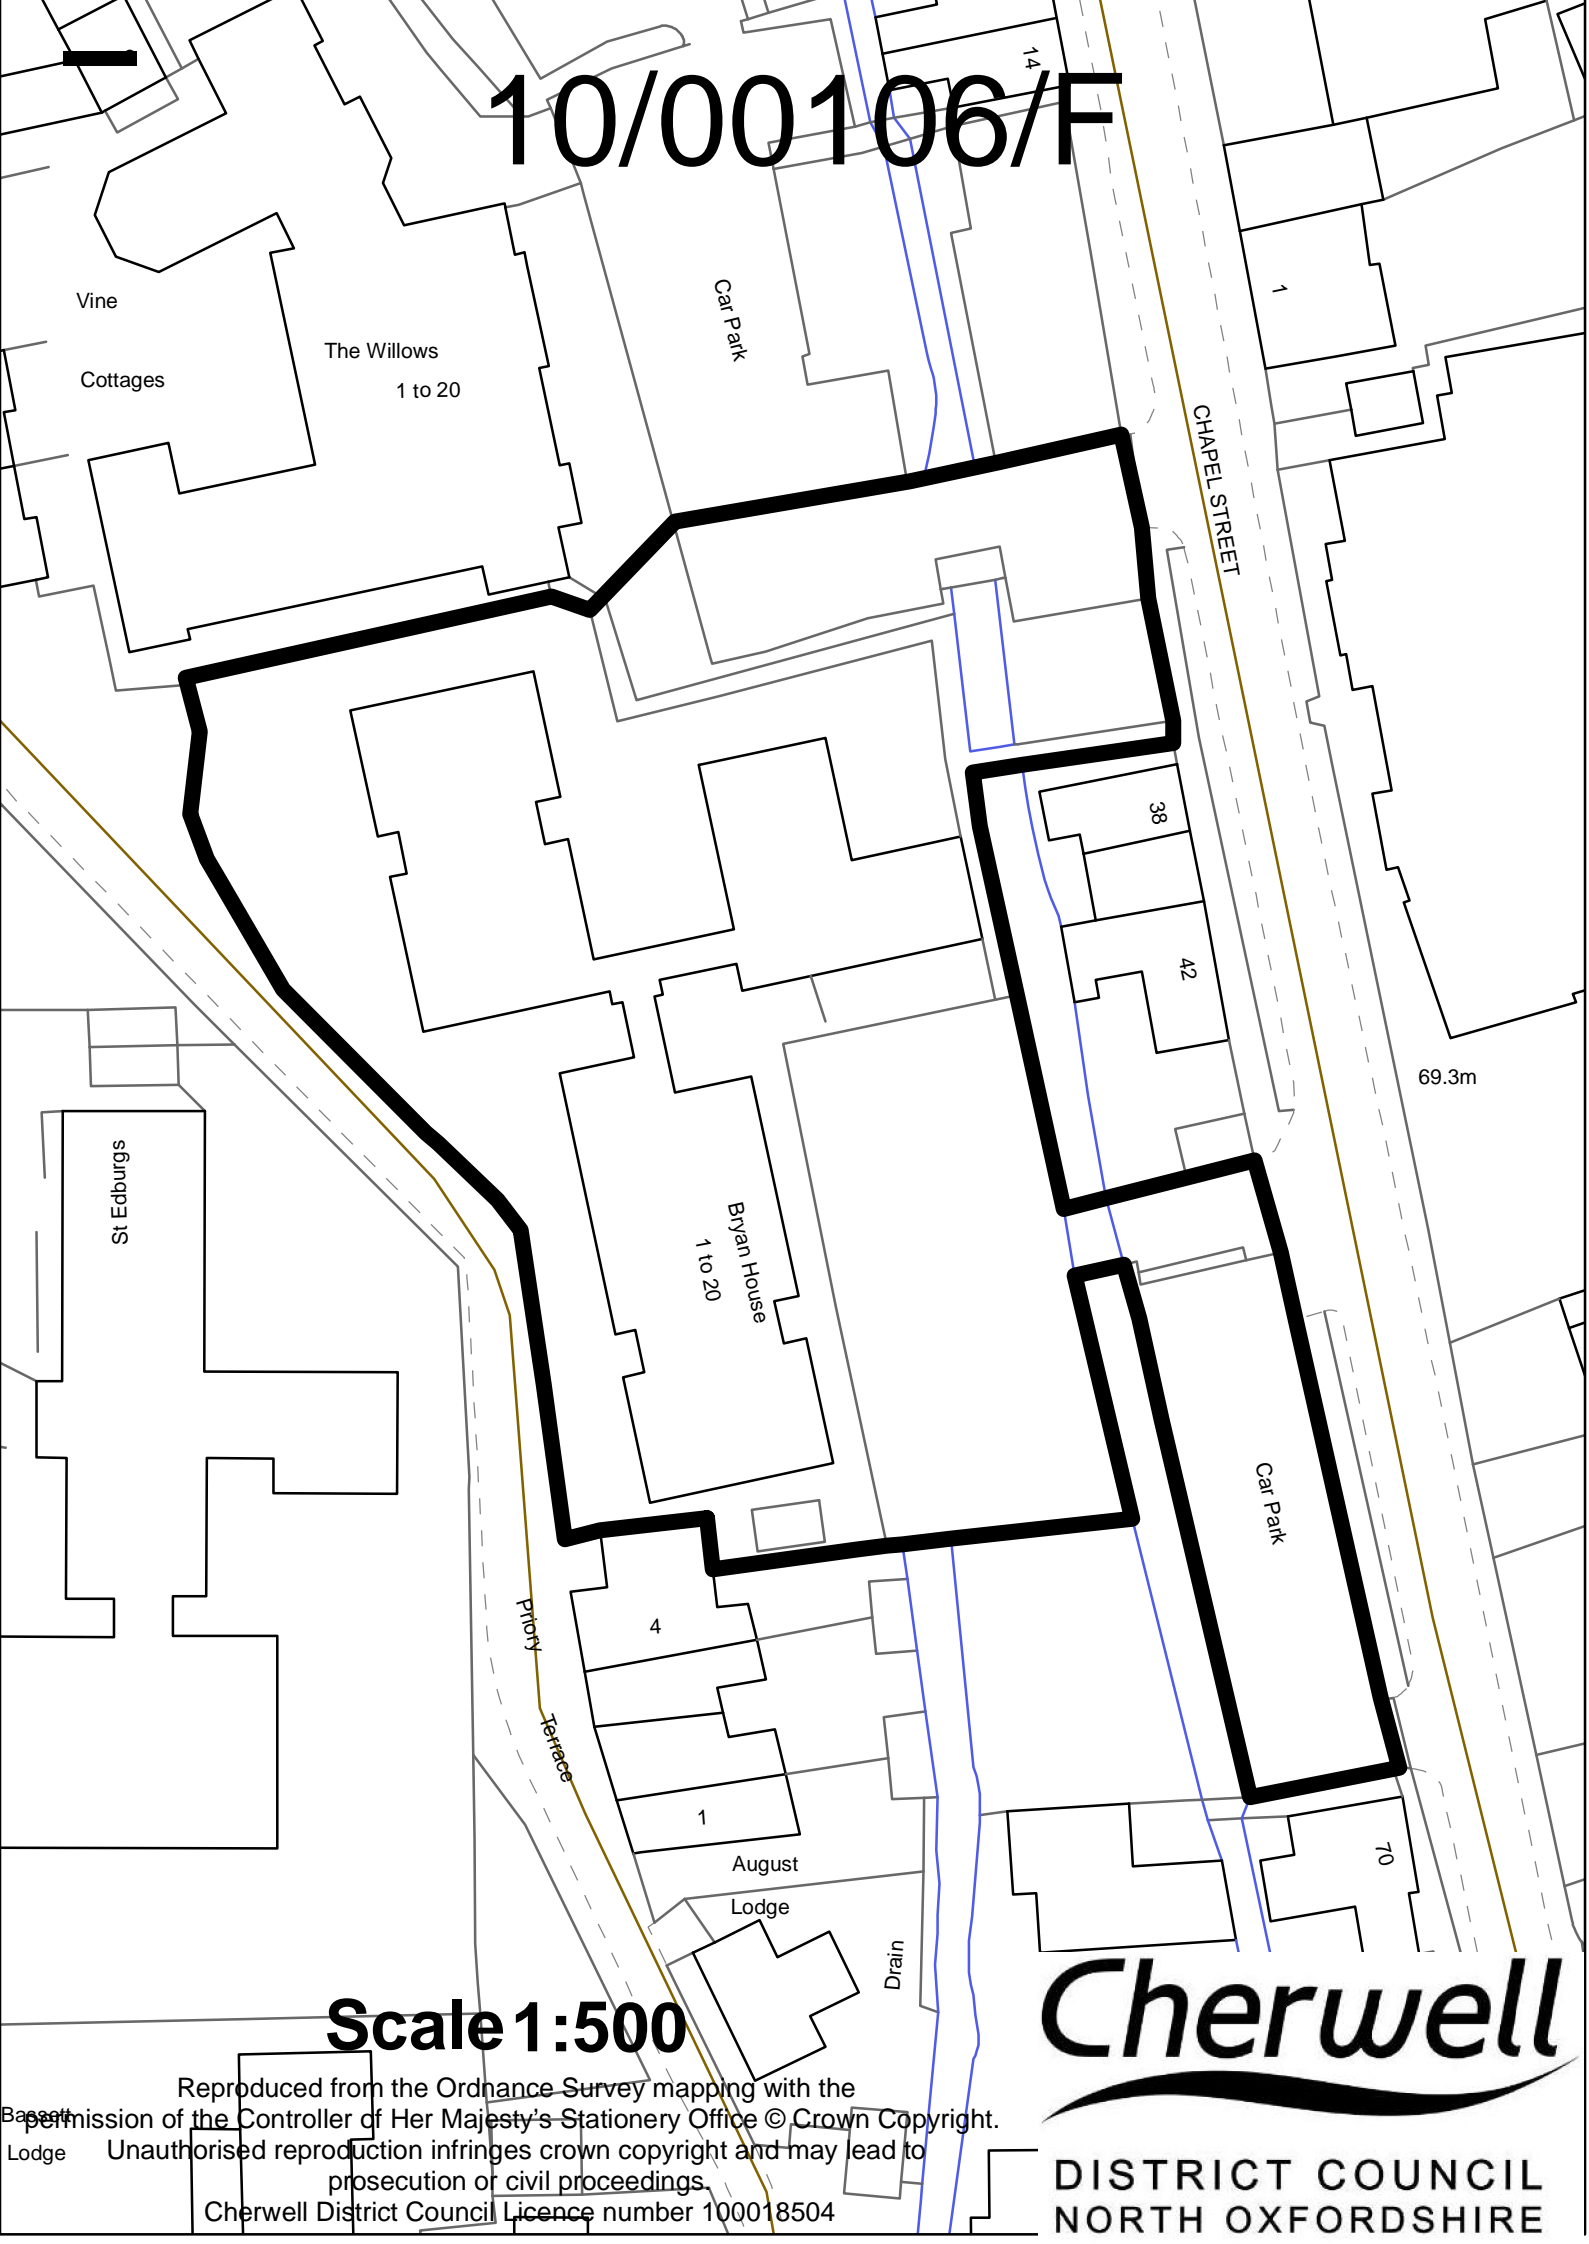 10/00106/F
14
Vine
Cottages
The Willows
1 to 20
Car Park
1
CHAPEL STREET
38
42
69.3m
St Edburgs
Bryan House
1 to 20
Car Park
Priory
Terrace
4
1
August
Lodge
Drain
70
Scale 1:500
Reproduced from the Ordnance Survey mapping with the
permission of the Controller of Her Majesty's Stationery Office © Crown Copyright.
Unauthorised reproduction infringes crown copyright and may lead to
prosecution or civil proceedings.
Cherwell District Council Licence number 100018504
Bassett
Lodge
Cherwell
DISTRICT COUNCIL
NORTH OXFORDSHIRE